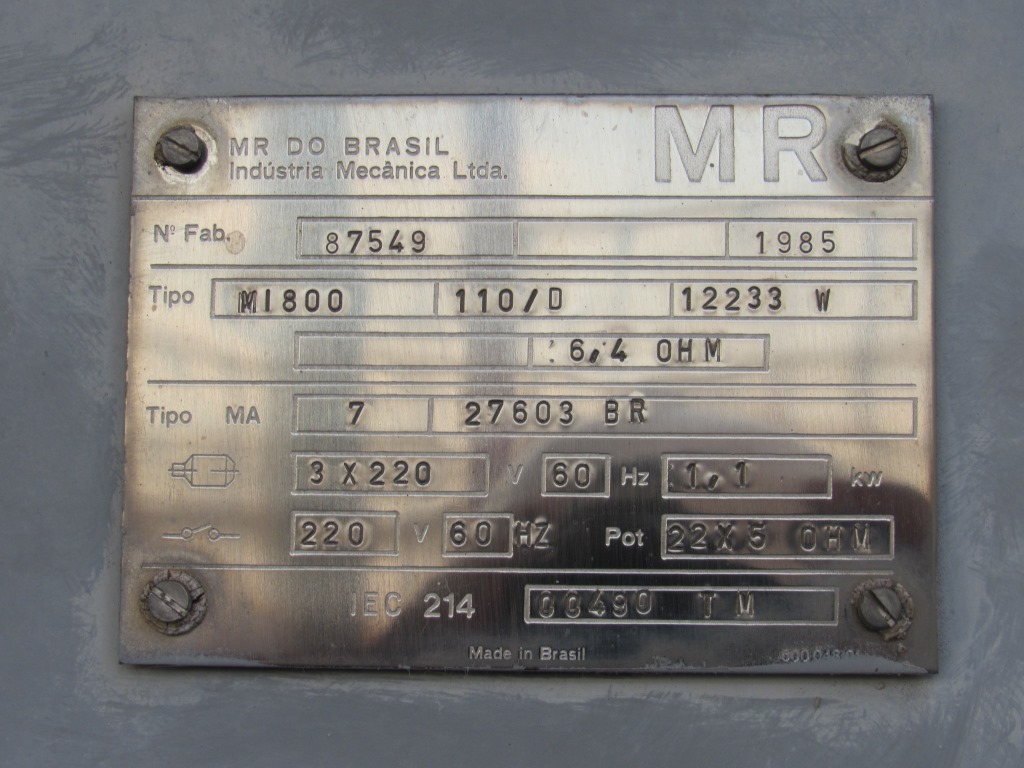 MR DO BRASIL
Indústria Mecânica Ltda.
MR
Nº Fab. 87549 1985
Tipo MI800 110/D 12233 W
6,4 OHM
Tipo MA 7 27603 BR
3 X 220 V 60 Hz 1,1 kw
220 V 60 HZ Pot 22X5 OHM
IEC 214 TM
Made in Brasil